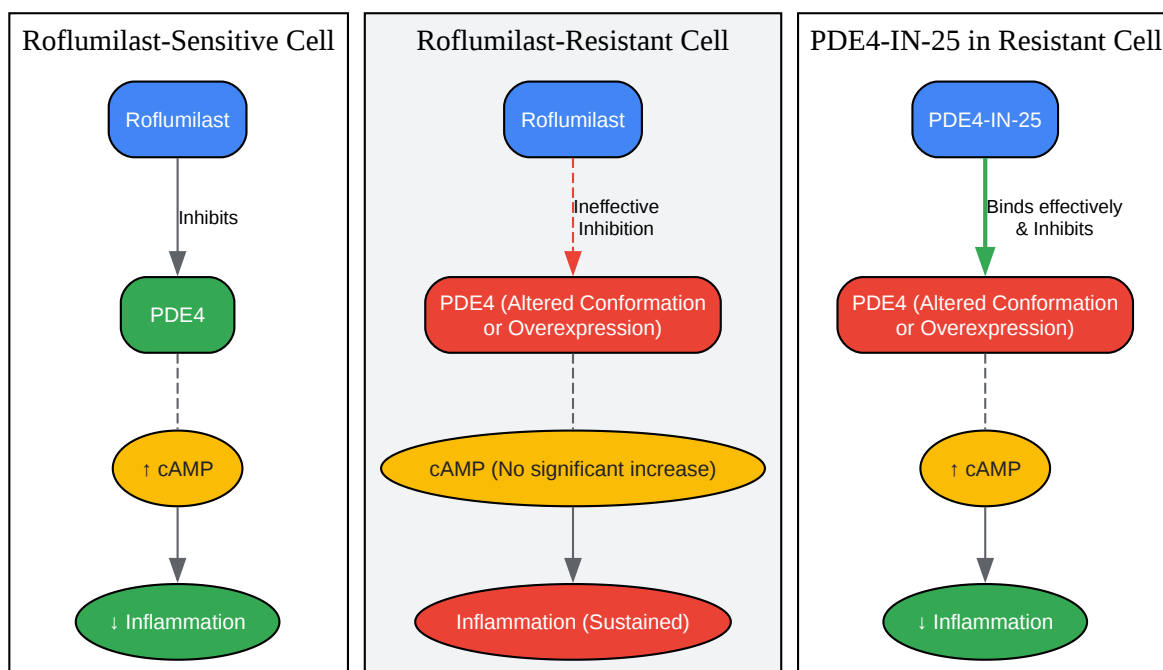 Roflumilast-Sensitive Cell
Roflumilast
Inhibits
PDE4
↑ cAMP
↓ Inflammation
Roflumilast-Resistant Cell
Roflumilast
Ineffective
Inhibition
PDE4 (Altered Conformation
or Overexpression)
cAMP (No significant increase)
Inflammation (Sustained)
PDE4-IN-25 in Resistant Cell
PDE4-IN-25
Binds effectively
& Inhibits
PDE4 (Altered Conformation
or Overexpression)
↑ cAMP
↓ Inflammation